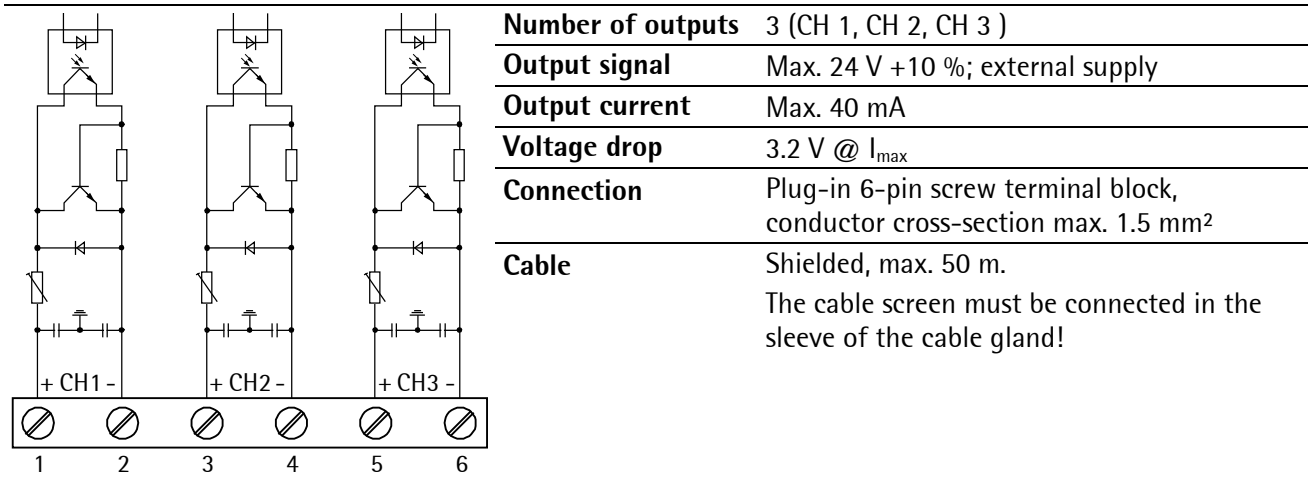 Number of outputs 3 (CH 1, CH 2, CH 3 )
Output signal Max. 24 V +10 %; external supply
Output current Max. 40 mA
Voltage drop 3.2 V @ Imax
Connection Plug-in 6-pin screw terminal block,
conductor cross-section max. 1.5 mm²
Cable Shielded, max. 50 m.
The cable screen must be connected in the
sleeve of the cable gland!
+ CH1 - + CH2 - + CH3 -
1 2 3 4 5 6